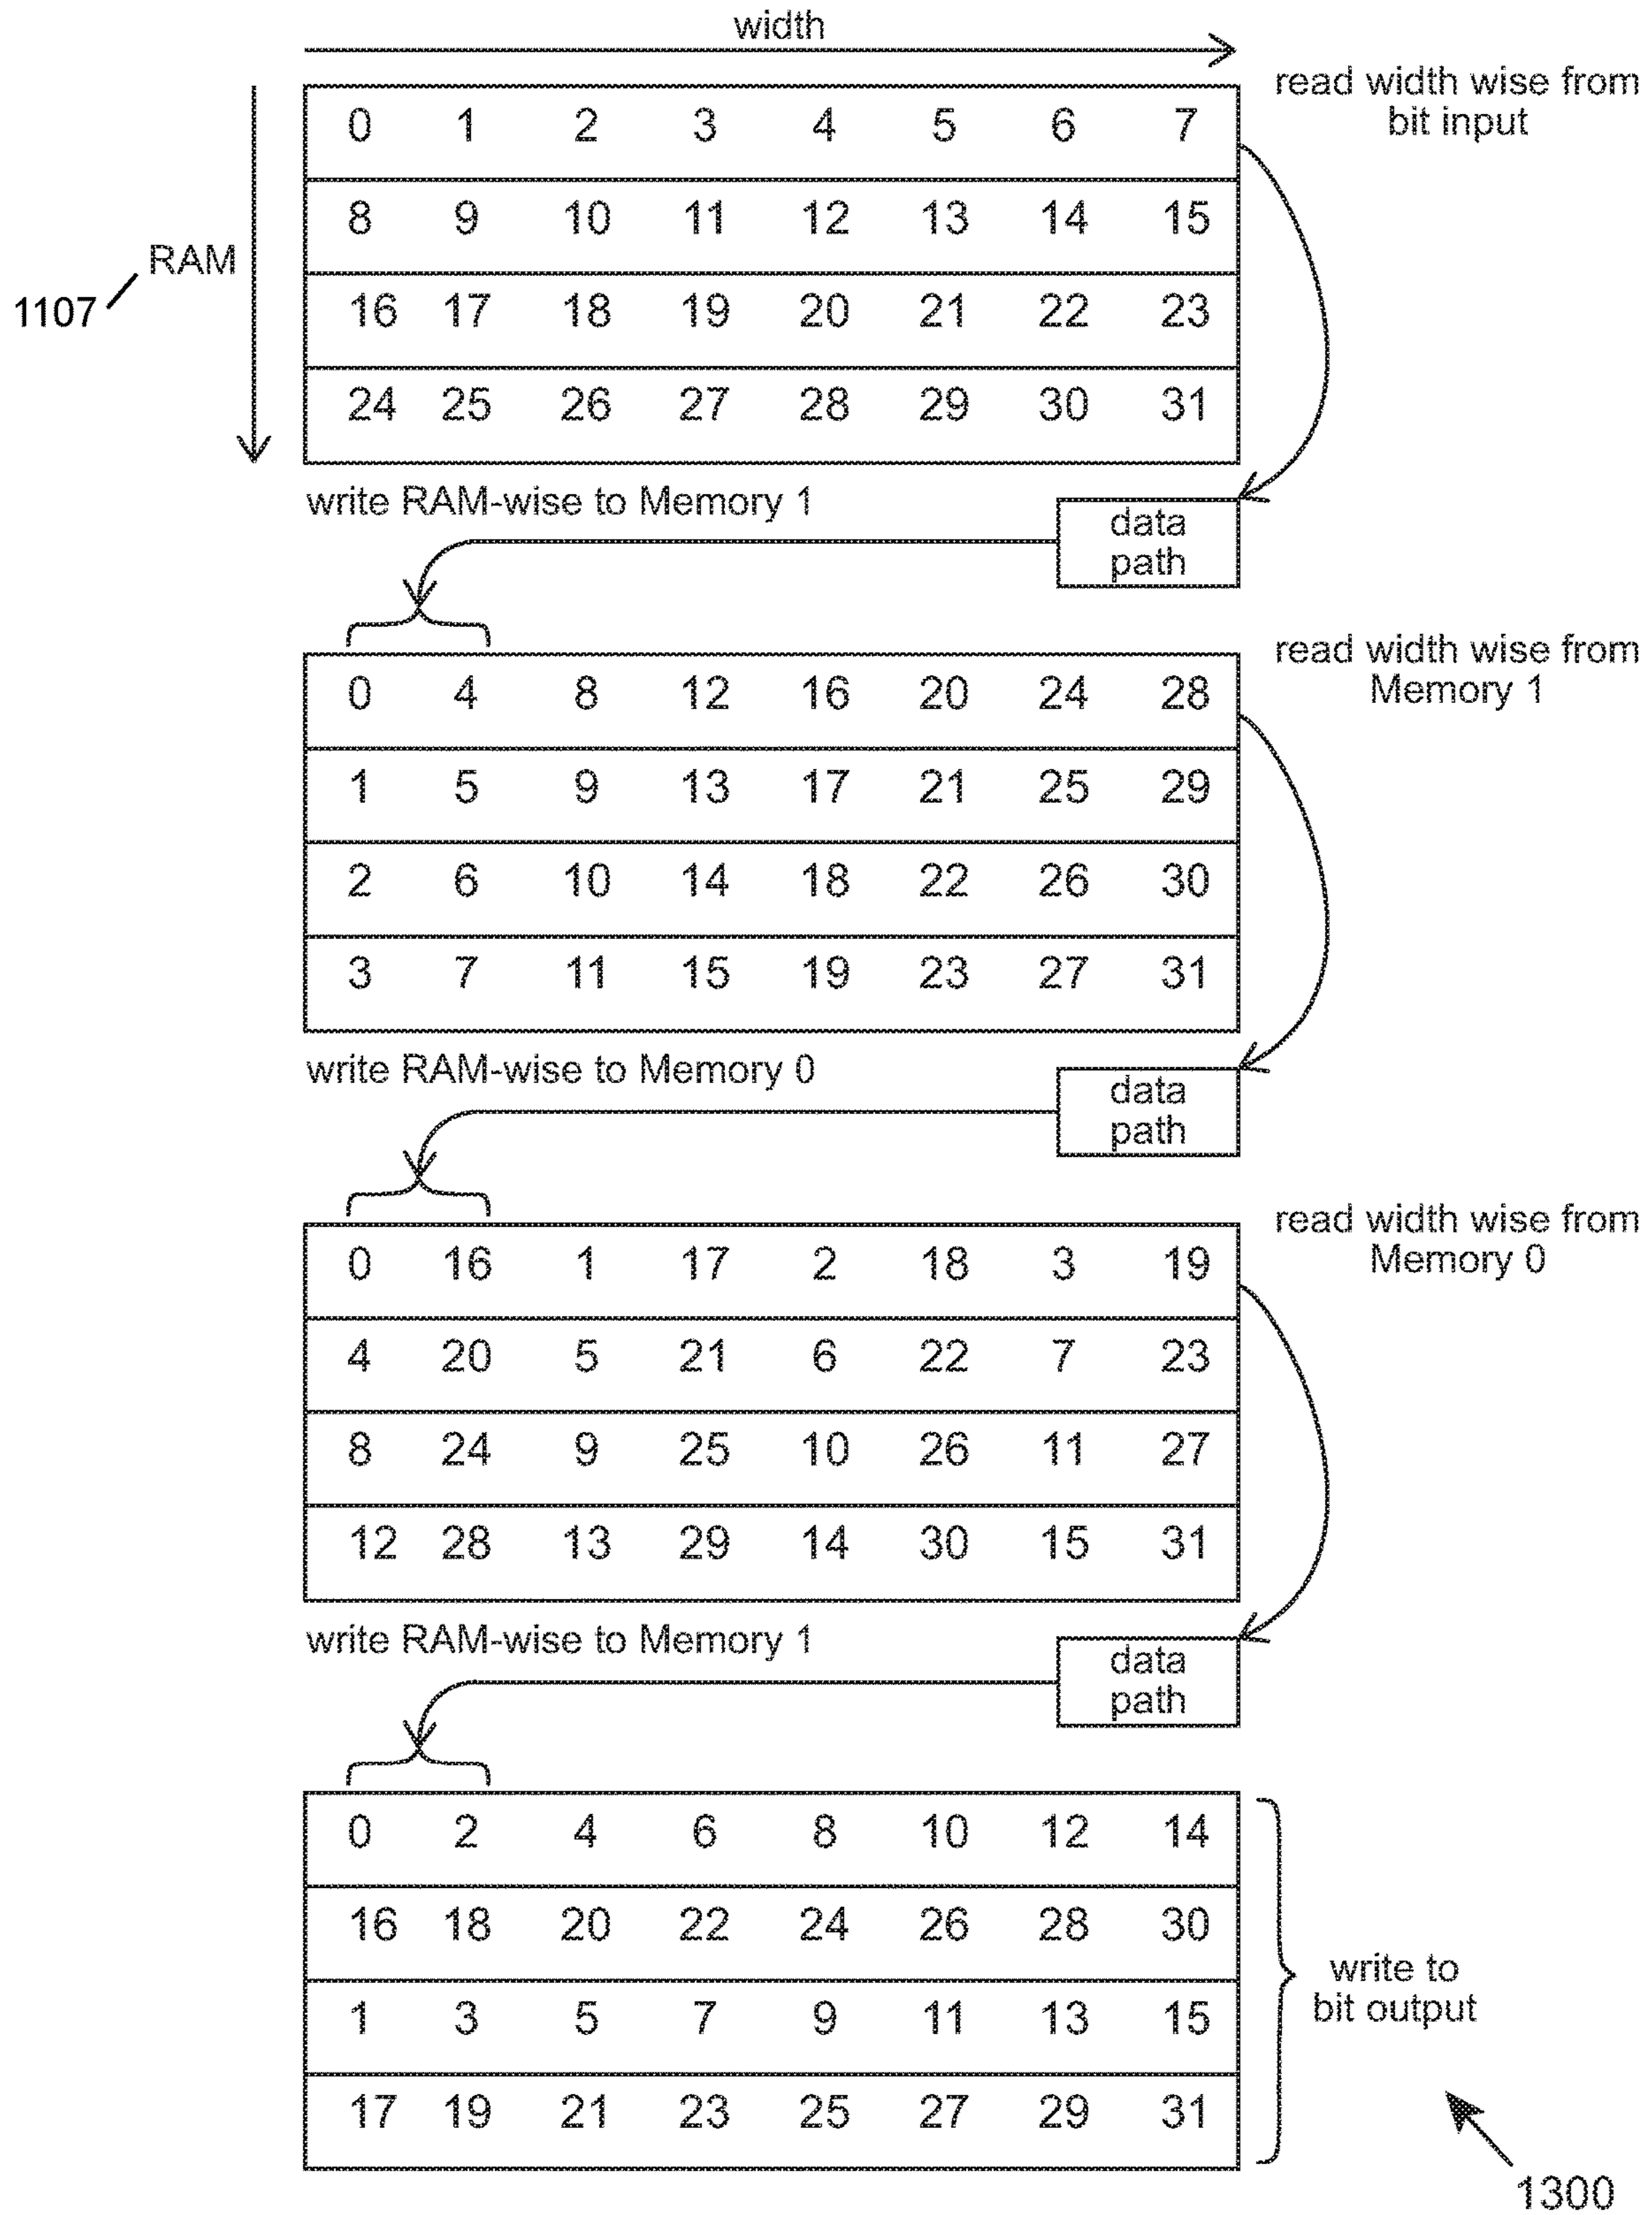 width
read width wise from
bit input
0 1 2 3 4 5 6 7
8 9 10 11 12 13 14 15
RAM
1107
16 17 18 19 20 21 22 23
24 25 26 27 28 29 30 31
write RAM-wise to Memory 1
data
path
read width wise from
Memory 1
0 4 8 12 16 20 24 28
1 5 9 13 17 21 25 29
2 6 10 14 18 22 26 30
3 7 11 15 19 23 27 31
write RAM-wise to Memory 0
data
path
read width wise from
Memory 0
0 16 1 17 2 18 3 19
4 20 5 21 6 22 7 23
8 24 9 25 10 26 11 27
12 28 13 29 14 30 15 31
write RAM-wise to Memory 1
data
path
0 2 4 6 8 10 12 14
16 18 20 22 24 26 28 30
write to
bit output
1 3 5 7 9 11 13 15
17 19 21 23 25 27 29 31
1300